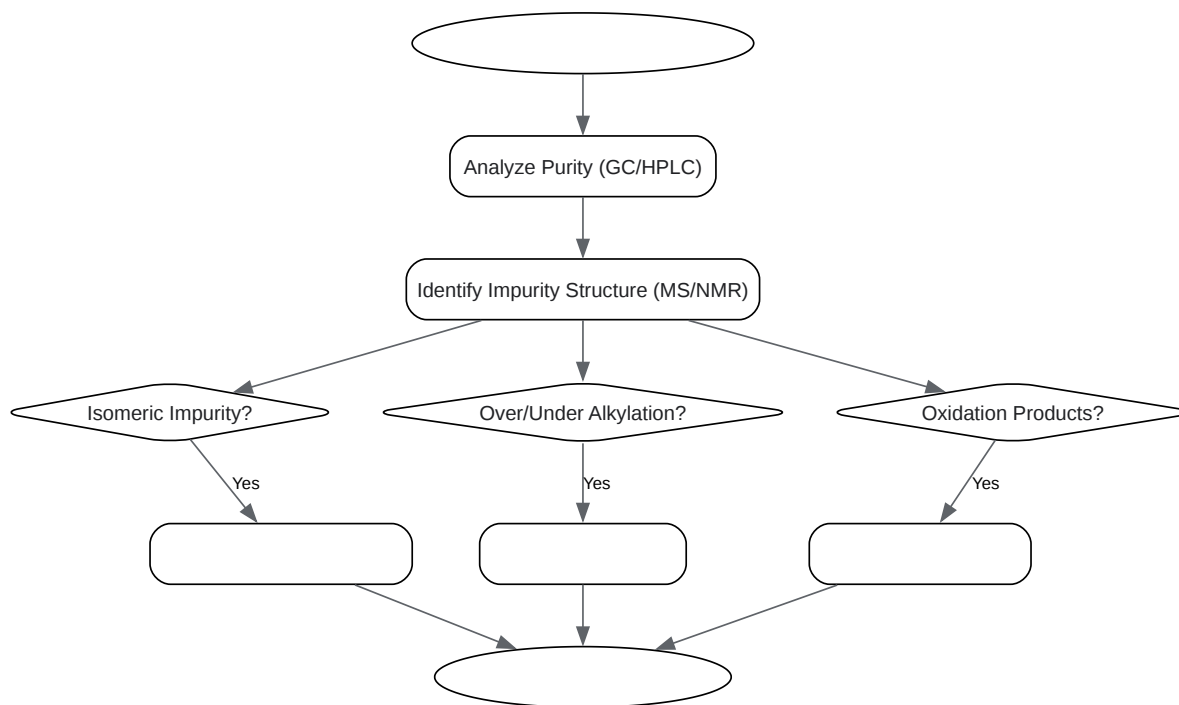 Analyze Purity (GC/HPLC)
Identify Impurity Structure (MS/NMR)
Isomeric Impurity?
Over/Under Alkylation?
Oxidation Products?
Yes
Yes
Yes